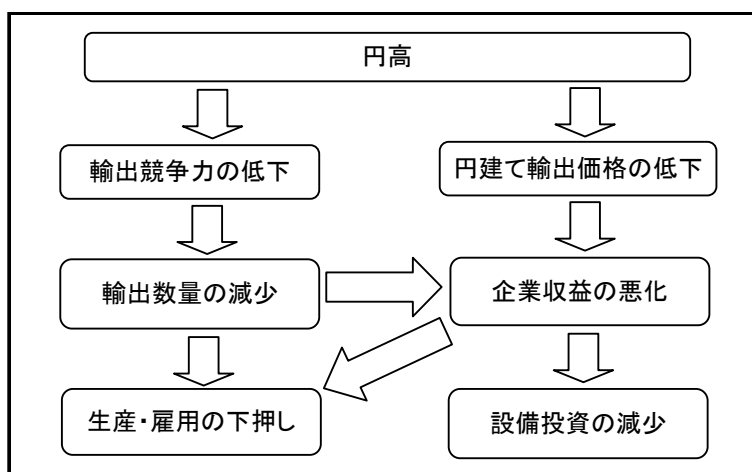 円高
輸出競争力の低下
円建て輸出価格の低下
輸出数量の減少
企業収益の悪化
生産・雇用の下押し
設備投資の減少